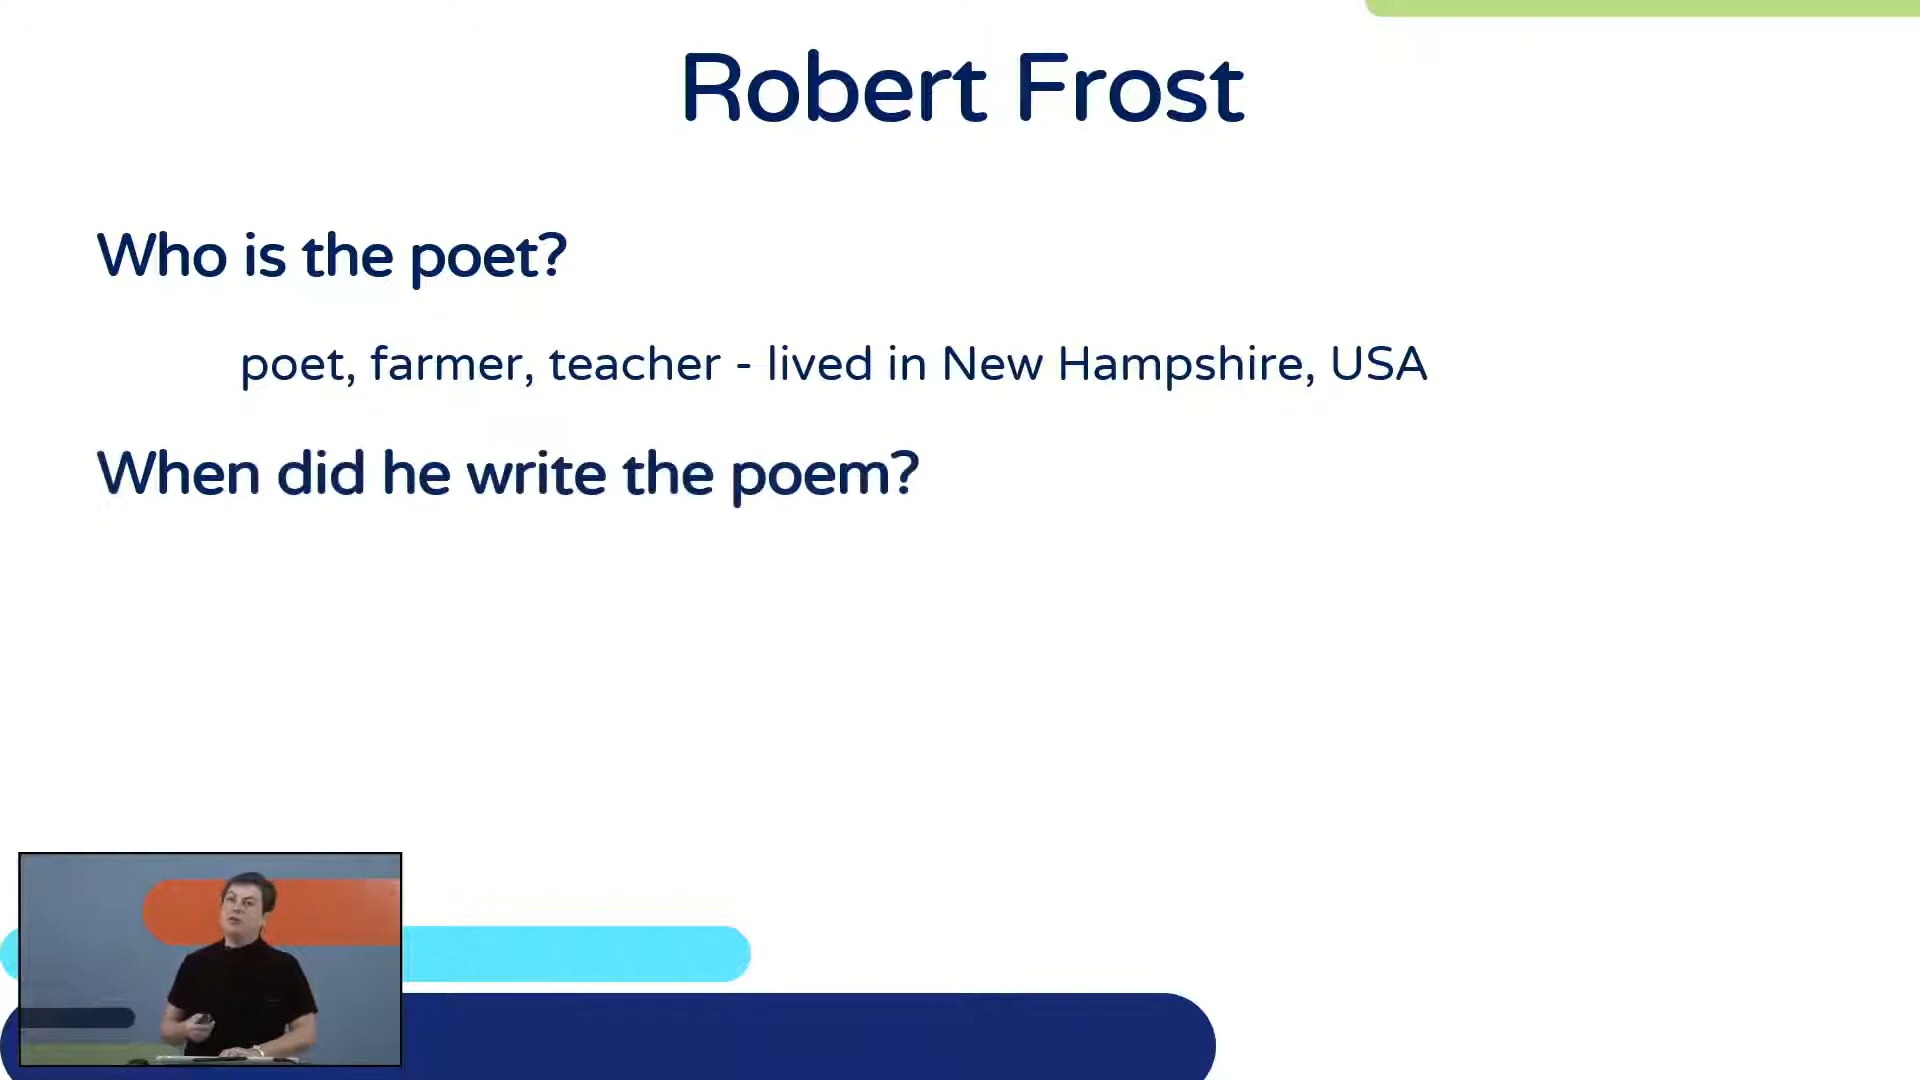 Robert Frost
Who is the poet?
poet, farmer, teacher - lived in New Hampshire, USA
When did he write the poem?